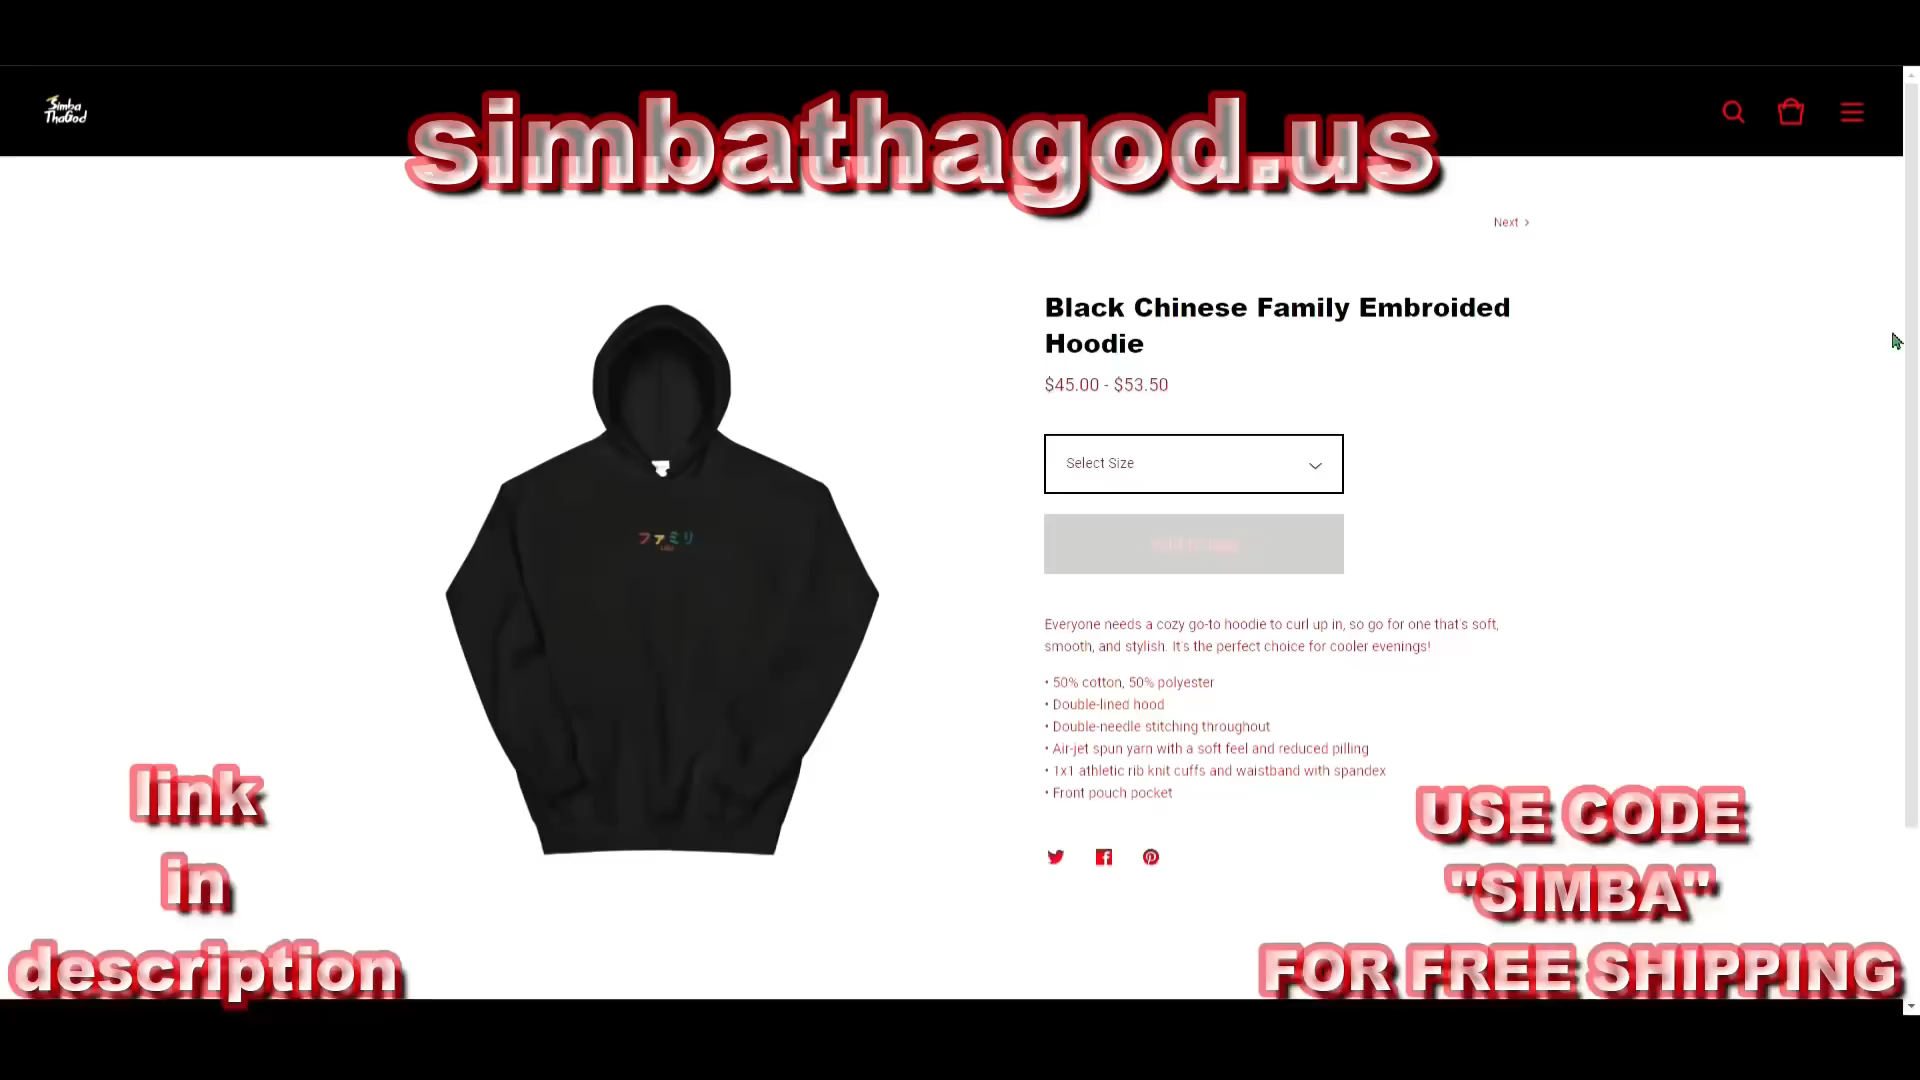 Simba
ThaGod
simbathagod.us
Next >
Black Chinese Family Embroided
Hoodie
$45.00 - $53.50
Select Size
ファミリ
Everyone needs a cozy go-to hoodie to curl up in, so go for one that's soft,
smooth, and stylish. It's the perfect choice for cooler evenings!
• 50% cotton, 50% polyester
• Double-lined hood
• Double-needle stitching throughout
• Air-jet spun yarn with a soft feel and reduced pilling
• 1x1 athletic rib knit cuffs and waistband with spandex
• Front pouch pocket
link
in
description
USE CODE
"SIMBA"
FOR FREE SHIPPING